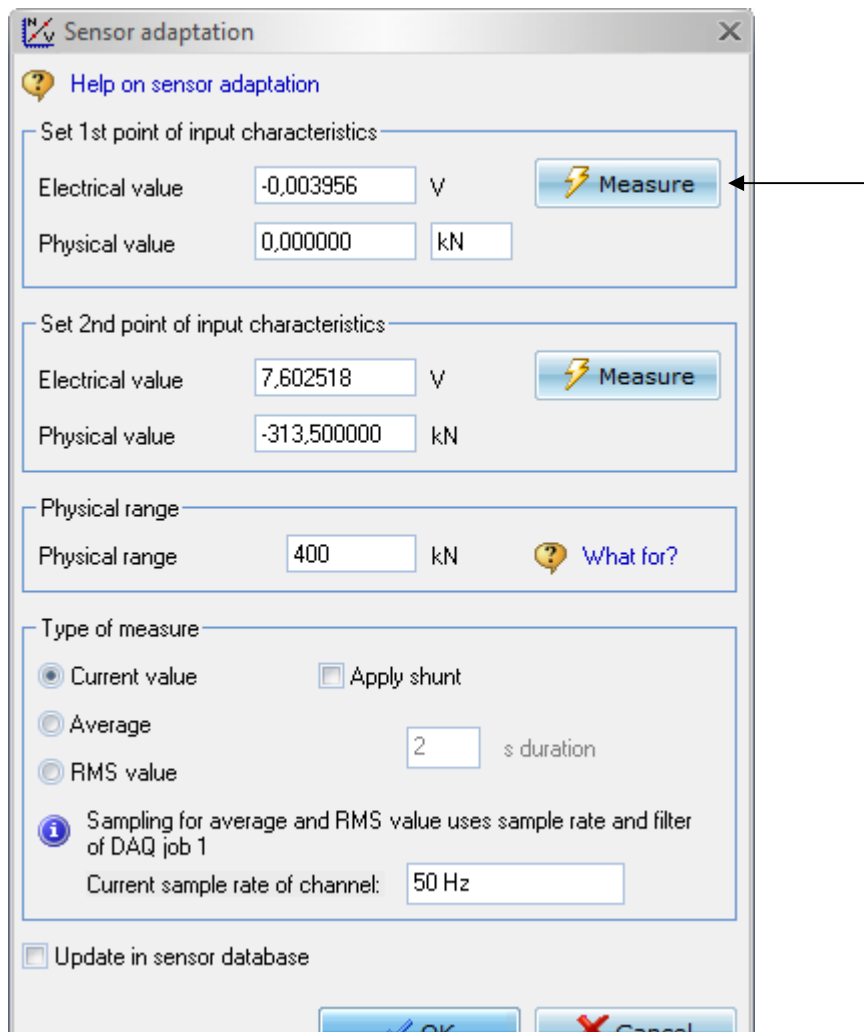 Sensor adaptation
Help on sensor adaptation
Set 1st point of input characteristics
Electrical value -0,003956 V Measure
Physical value 0,000000 kN
Set 2nd point of input characteristics
Electrical value 7,602518 V Measure
Physical value -313,500000 kN
Physical range
Physical range 400 kN What for?
Type of measure
Current value Apply shunt
Average
2 s duration
RMS value
Sampling for average and RMS value uses sample rate and filter
of DAQ job 1
Current sample rate of channel: 50 Hz
Update in sensor database
OK Cancel